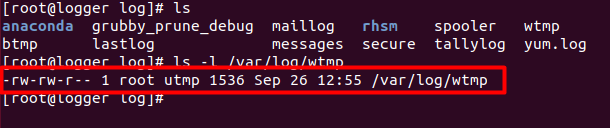 [root@logger log]# ls
anaconda grubby_prune_debug maillog rhsm spooler wtmp
btmp lastlog messages secure tallylog yum.log
[root@logger log]# ls -l /var/log/wtmp
-rw-rw-r-- 1 root utmp 1536 Sep 26 12:55 /var/log/wtmp
[root@logger log]#